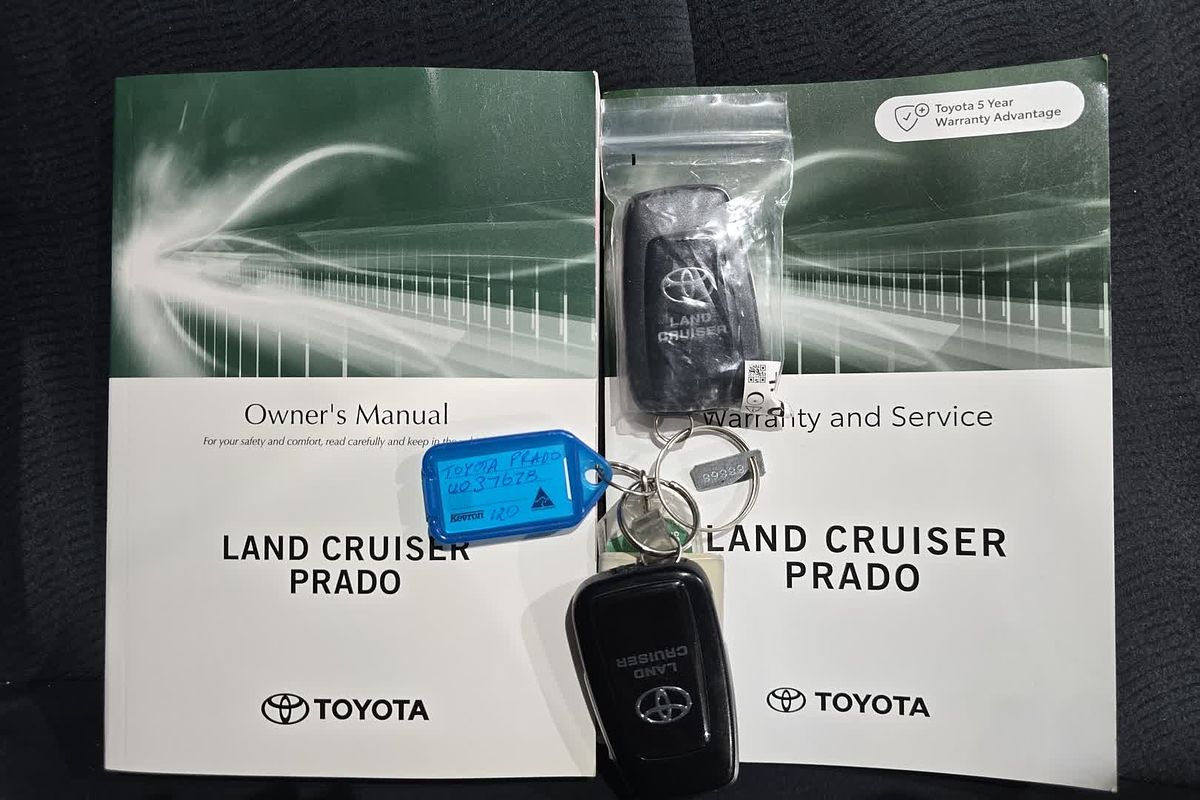 Owner's Manual
For your safety and comfort, read carefully and keep in the
LAND CRUISER
PRADO
TOYOTA
Toyota 5 Year
Warranty Advantage
Warranty and Service
LAND CRUISER
PRADO
TOYOTA
LAND
CRUISER
TOYOTA PRADO
Kevron 120
LAND
CRUISER